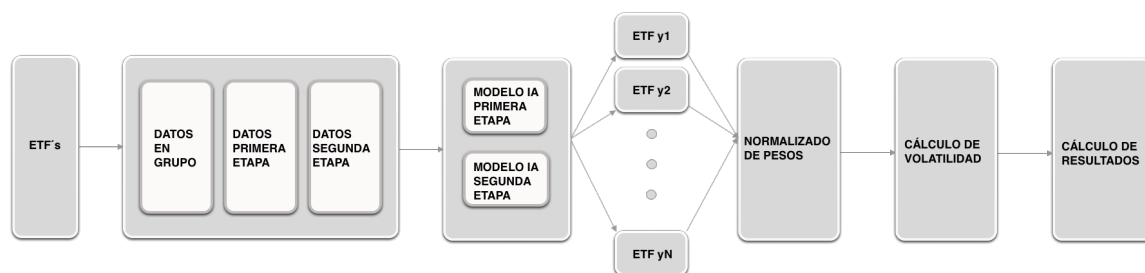 ETF´s
DATOS
EN
GRUPO
DATOS
PRIMERA
ETAPA
DATOS
SEGUNDA
ETAPA
MODELO IA
PRIMERA
ETAPA
MODELO IA
SEGUNDA
ETAPA
ETF y1
ETF y2
ETF yN
NORMALIZADO
DE PESOS
CÁLCULO DE
VOLATILIDAD
CÁLCULO DE
RESULTADOS